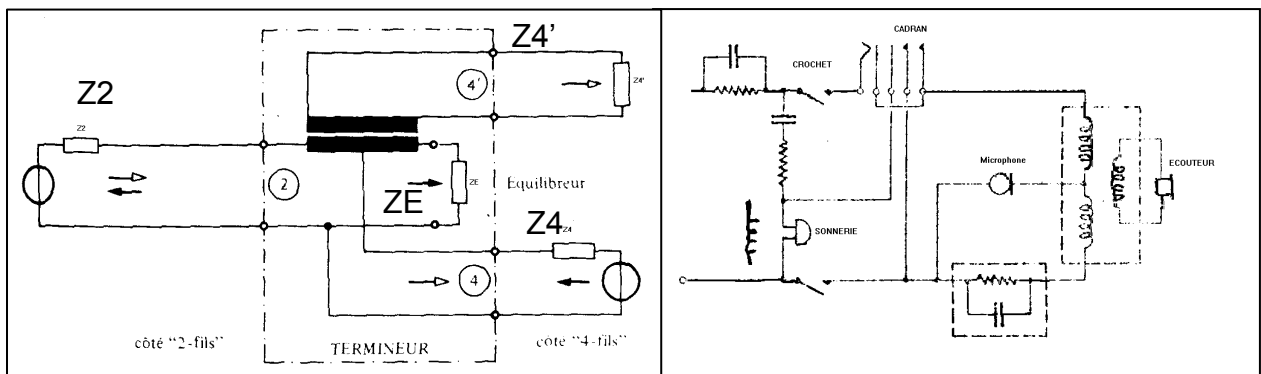 Z4'
4'
Z4'
Z2
Z2
2
ZE
ZE
Equilibreur
Z4
Z4
4
côté "2-fils"
TERMINEUR
côté "4-fils"
CADRAN
CROCHET
Microphone
ECOUTEUR
SONNERIE